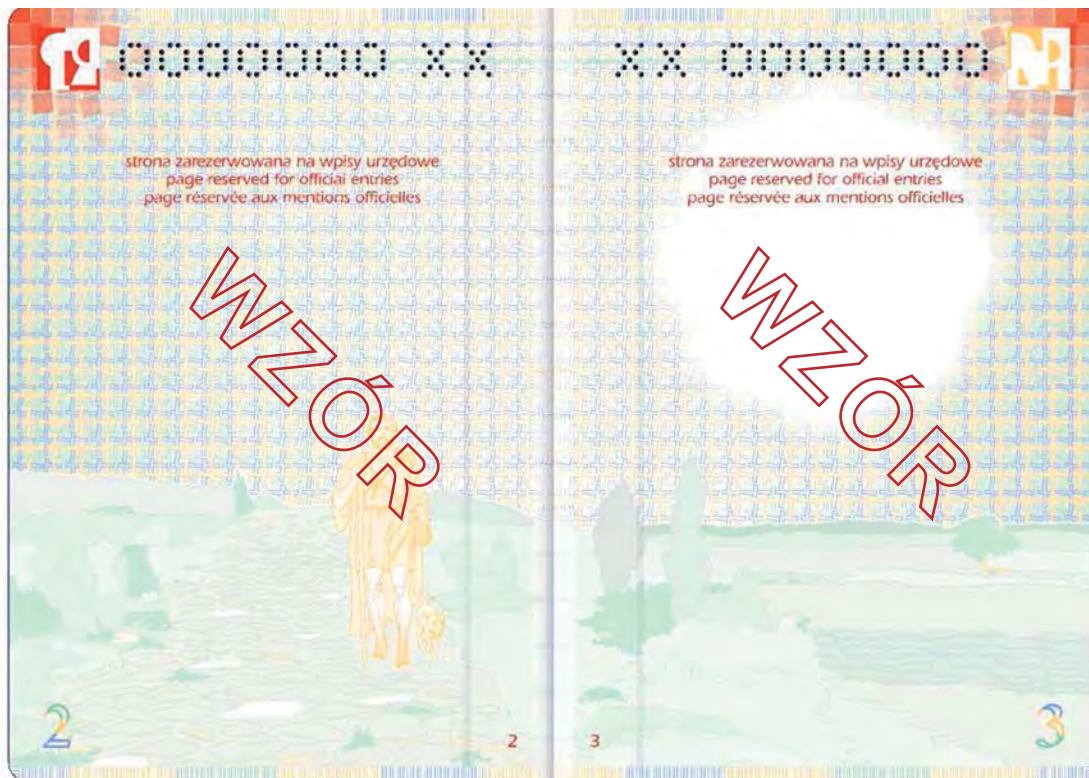 0000000 XX
strona zarezerwowana na wpisy urzędowe
page reserved for official entries
page réservée aux mentions officielles
WZÓR
2
2
XX 0000000
strona zarezerwowana na wpisy urzędowe
page reserved for official entries
page réservée aux mentions officielles
WZÓR
3
3